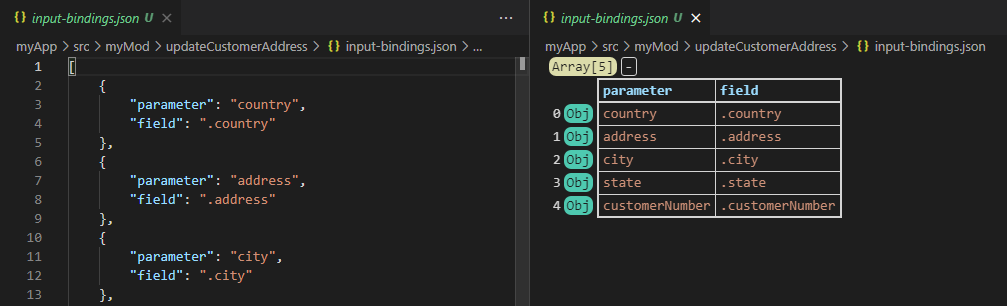 {} input-bindings.json U × ...
myApp > src > myMod > updateCustomerAddress > {} input-bindings.json > ...
1 [
2 {
3 "parameter": "country",
4 "field": ".country"
5 },
6 {
7 "parameter": "address",
8 "field": ".address"
9 },
10 {
11 "parameter": "city",
12 "field": ".city"
13 },
{} input-bindings.json U ×
myApp > src > myMod > updateCustomerAddress > {} input-bindings.json
Array[5] -
parameter field
0 Obj country .country
1 Obj address .address
2 Obj city .city
3 Obj state .state
4 Obj customerNumber .customerNumber